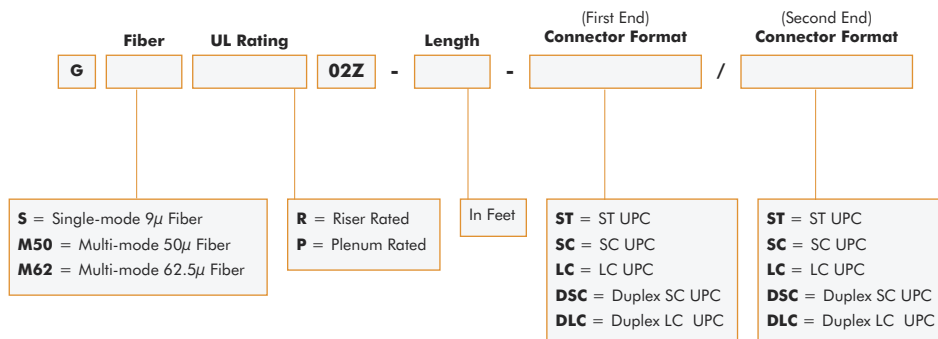 (First End)
(Second End)
Fiber UL Rating Length Connector Format Connector Format
G 02Z - - /
S = Single-mode 9µ Fiber
M50 = Multi-mode 50µ Fiber
M62 = Multi-mode 62.5µ Fiber
R = Riser Rated
P = Plenum Rated
In Feet
ST = ST UPC
SC = SC UPC
LC = LC UPC
DSC = Duplex SC UPC
DLC = Duplex LC UPC
ST = ST UPC
SC = SC UPC
LC = LC UPC
DSC = Duplex SC UPC
DLC = Duplex LC UPC